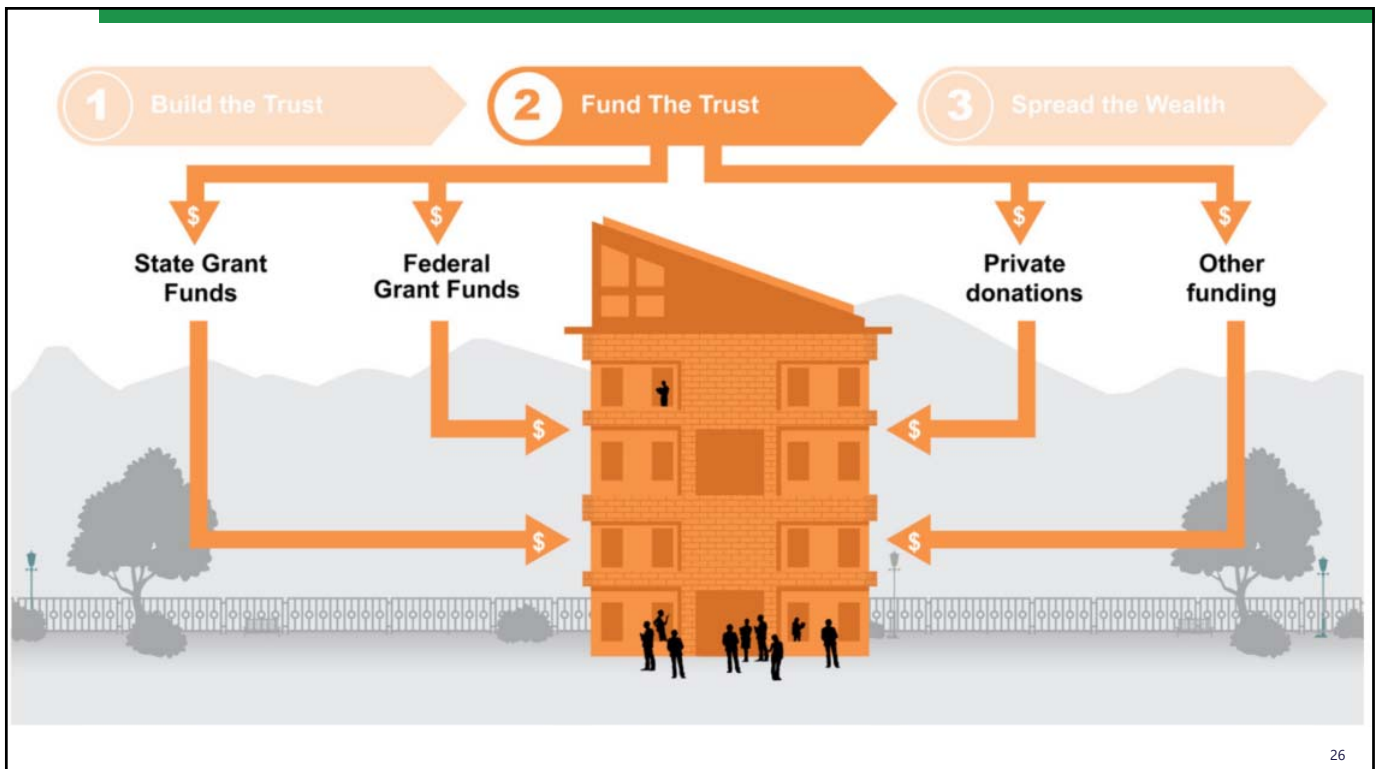 1 Build the Trust
2 Fund The Trust
3 Spread the Wealth
$ $ $ $
State Grant
Funds
Federal
Grant Funds
Private
donations
Other
funding
$ $
$ $
26